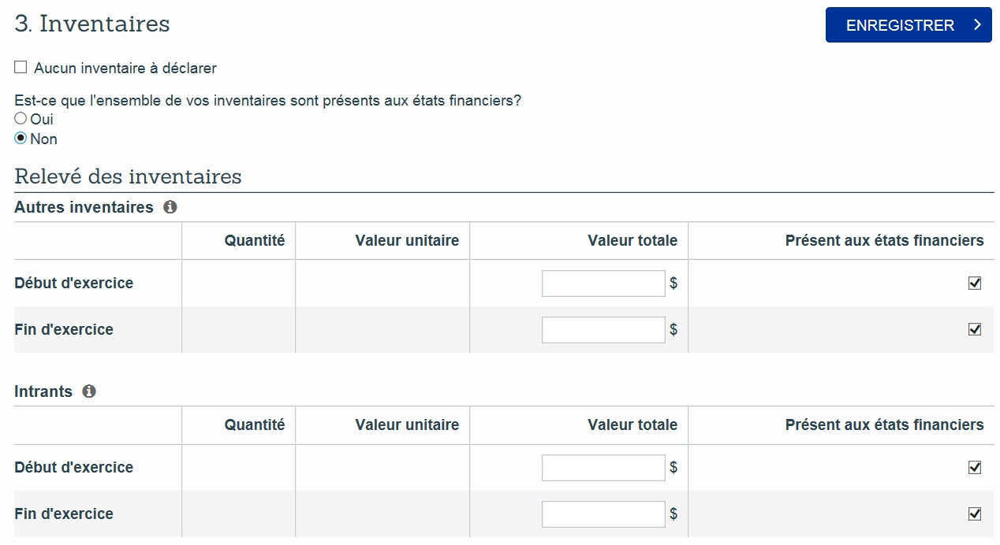 3. Inventaires
ENREGISTRER
Aucun inventaire à déclarer
Est-ce que l'ensemble de vos inventaires sont présents aux états financiers?
Oui
Non
Relevé des inventaires
Autres inventaires
Quantité Valeur unitaire Valeur totale Présent aux états financiers
Début d'exercice $
Fin d'exercice $
Intrants
Quantité Valeur unitaire Valeur totale Présent aux états financiers
Début d'exercice $
Fin d'exercice $